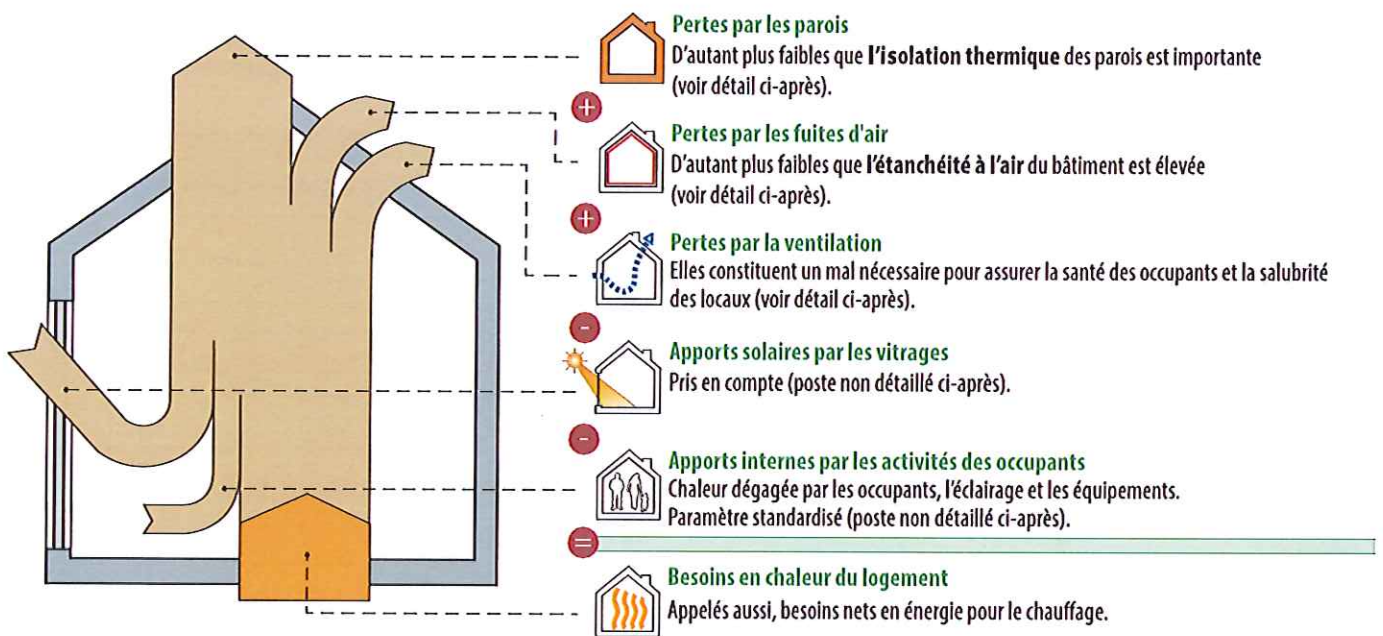 Pertes par les parois
D'autant plus faibles que l'isolation thermique des parois est importante
(voir détail ci-après).
+
Pertes par les fuites d'air
D'autant plus faibles que l'étanchéité à l'air du bâtiment est élevée
(voir détail ci-après).
+
Pertes par la ventilation
Elles constituent un mal nécessaire pour assurer la santé des occupants et la salubrité
des locaux (voir détail ci-après).
-
Apports solaires par les vitrages
Pris en compte (poste non détaillé ci-après).
-
Apports internes par les activités des occupants
Chaleur dégagée par les occupants, l'éclairage et les équipements.
Paramètre standardisé (poste non détaillé ci-après).
=
Besoins en chaleur du logement
Appelés aussi, besoins nets en énergie pour le chauffage.